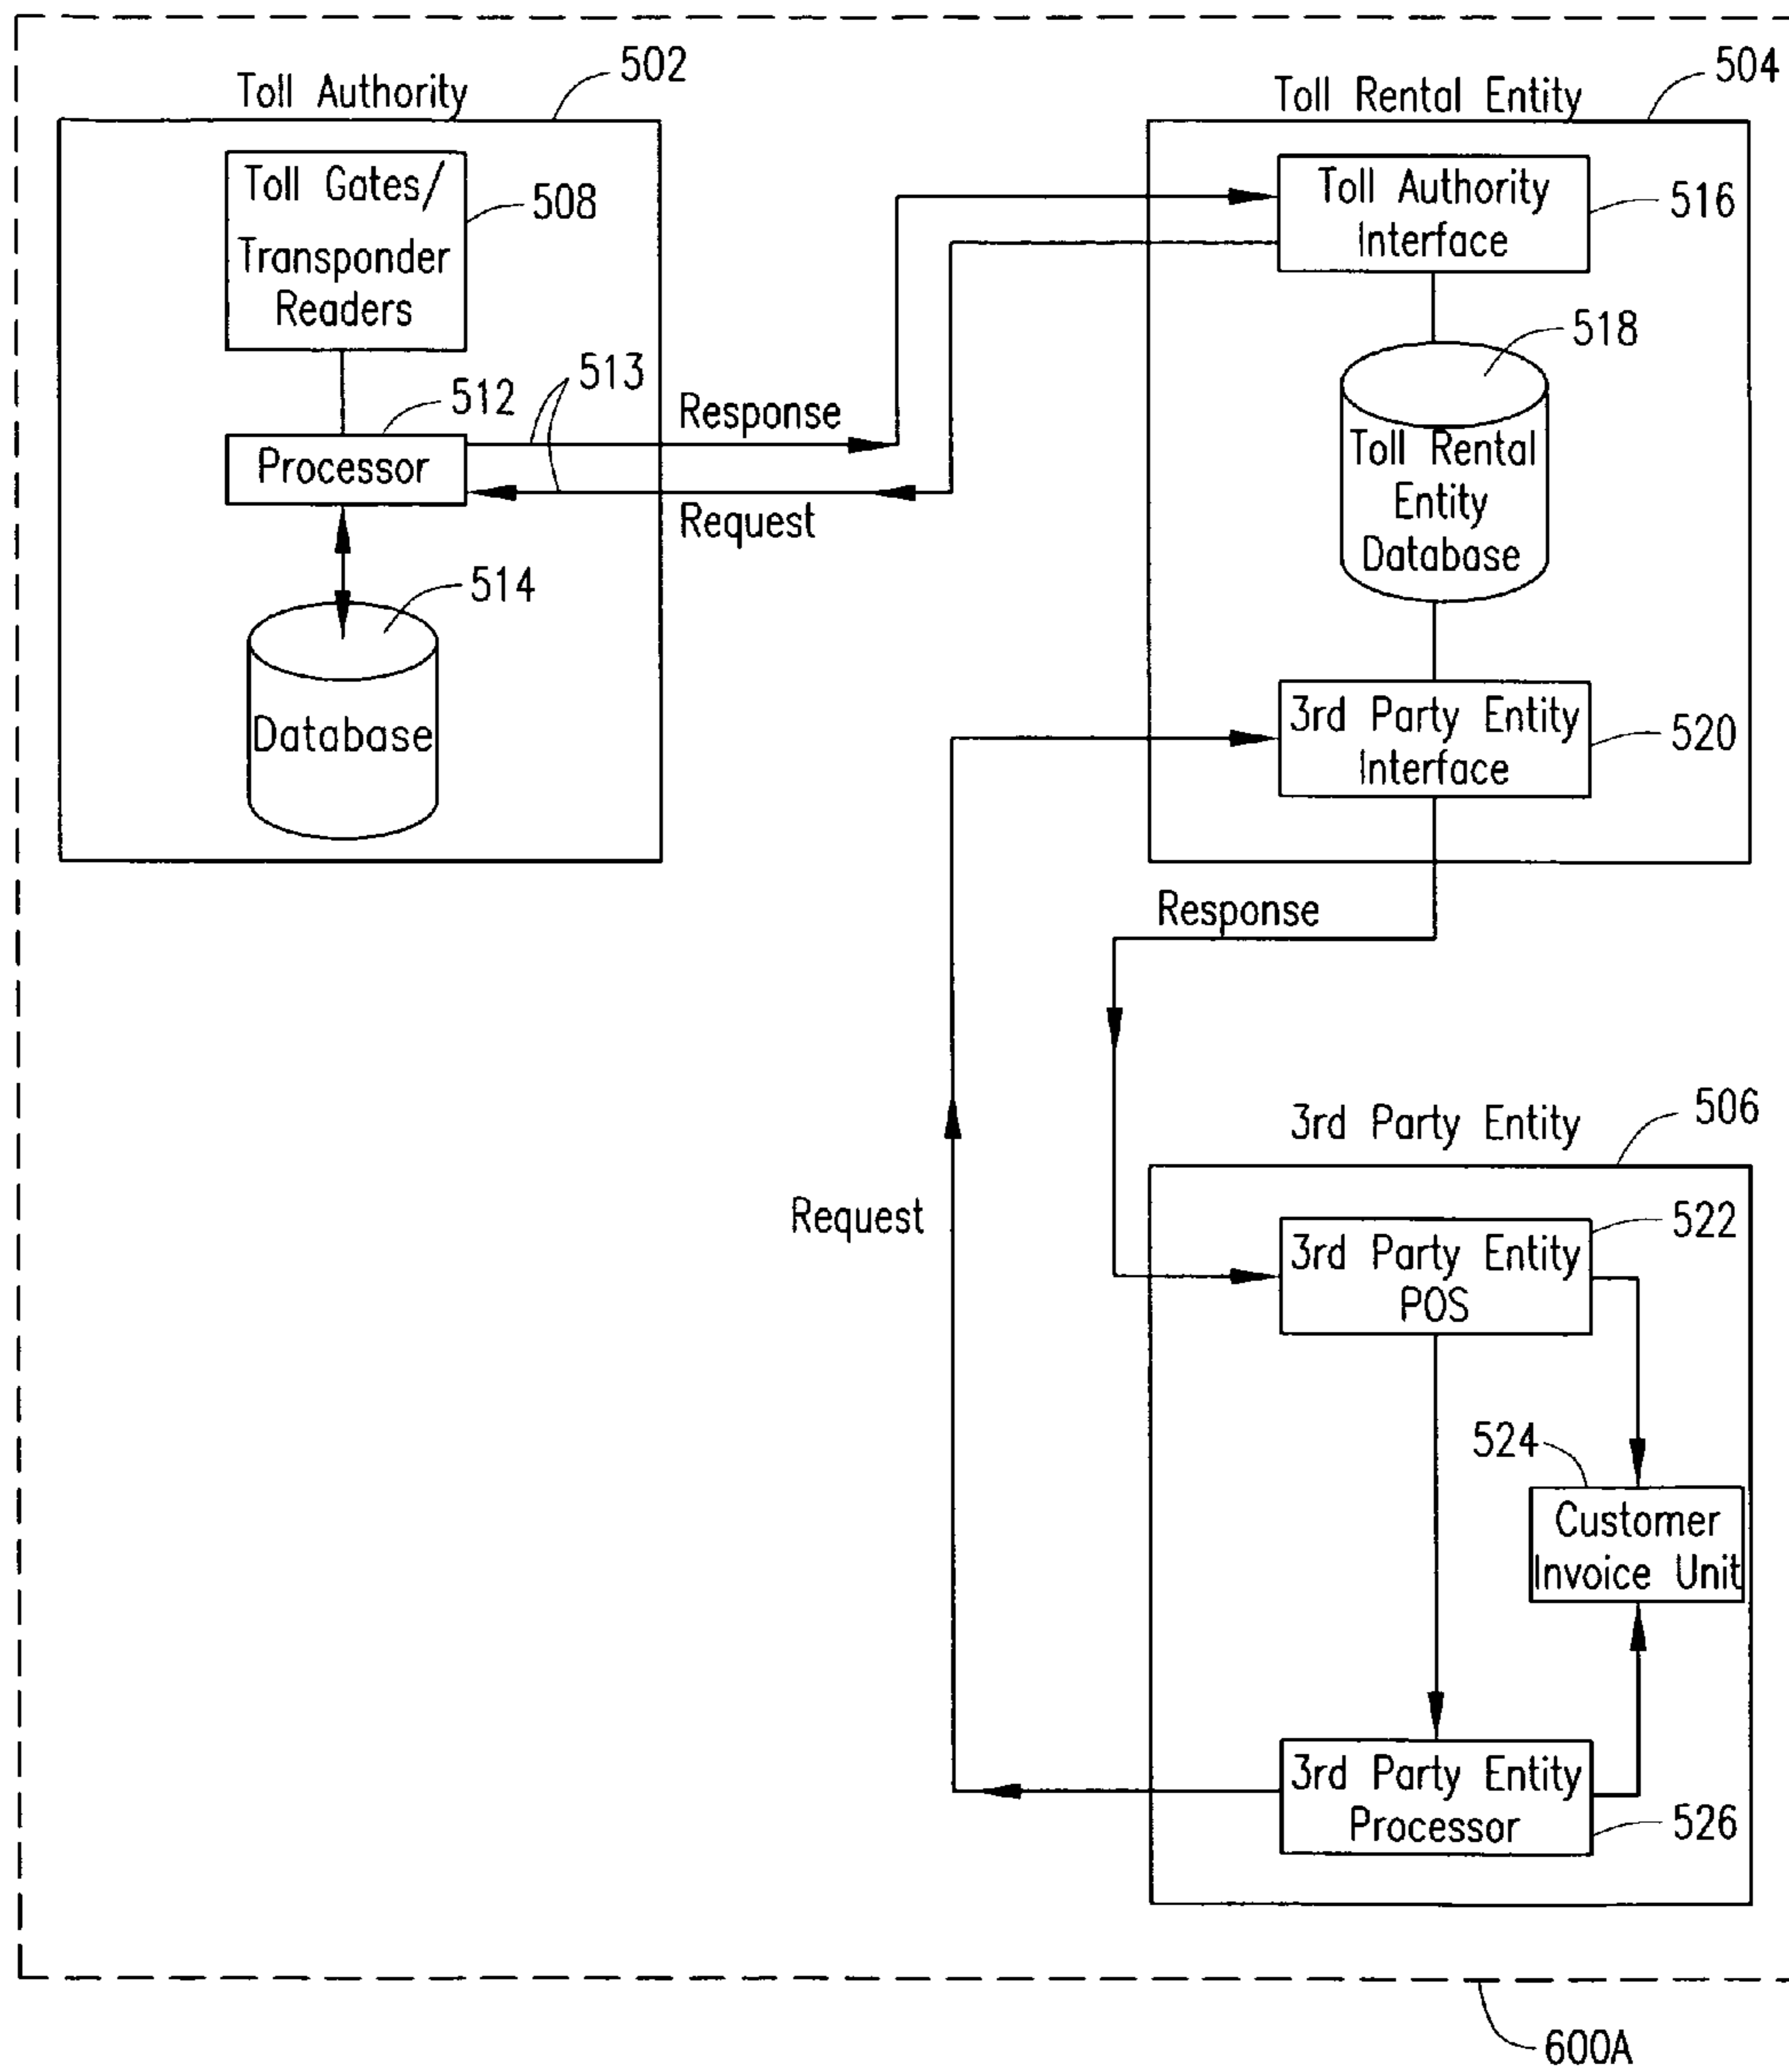 Toll Authority
502
Toll Gates/
Transponder
Readers
508
512
Processor
513
Response
Request
514
Database
Toll Rental Entity
504
Toll Authority
Interface
516
518
Toll Rental
Entity
Database
3rd Party Entity
Interface
520
Response
Request
3rd Party Entity
506
3rd Party Entity
POS
522
524
Customer
Invoice Unit
3rd Party Entity
Processor
526
600A